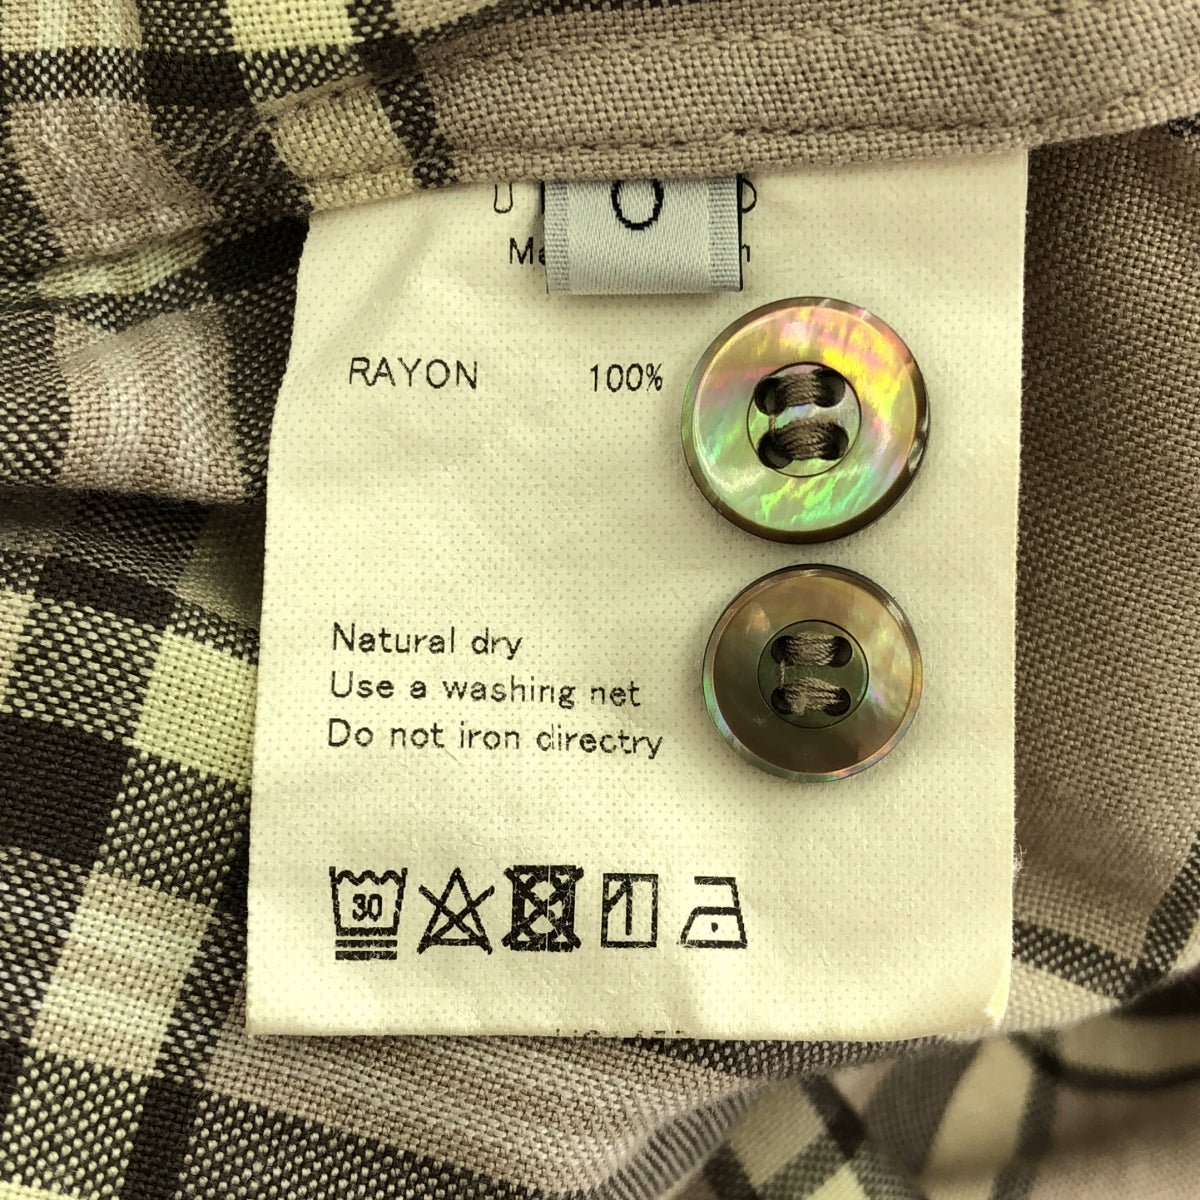 O
RAYON 100%
Natural dry
Use a washing net
Do not iron directry
30